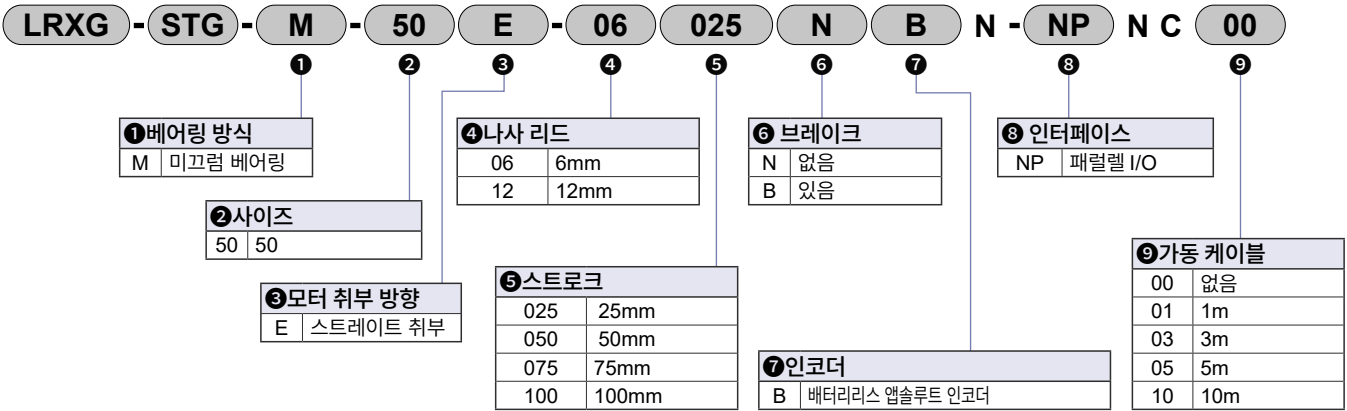 LRXG - STG - M - 50 E - 06 025 N B N - NP N C 00
❶ ❷ ❸ ❹ ❺ ❻ ❼ ❽ ❾
❶베어링 방식
M 미끄럼 베어링
❷사이즈
50 50
❸모터 취부 방향
E 스트레이트 취부
❹나사 리드
06 6mm
12 12mm
❺스트로크
025 25mm
050 50mm
075 75mm
100 100mm
❻ 브레이크
N 없음
B 있음
❼인코더
B 배터리리스 앱솔루트 인코더
❽ 인터페이스
NP 패럴렐 I/O
❾가동 케이블
00 없음
01 1m
03 3m
05 5m
10 10m